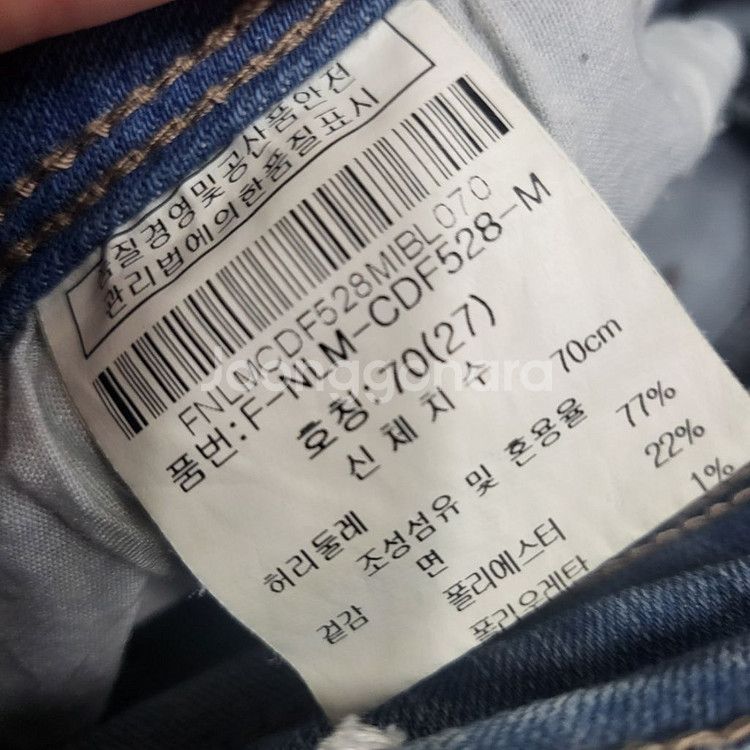 품질경영및공산품안전
관리법에의한품질표시
FNLMCDF528MIBL070
품번:F-NLM-CDF528-M
호칭:70(27)
신체치수
허리둘레 70cm
조성섬유 및 혼용율
겉감 면 77%
폴리에스터 22%
폴리우레탄 1%
Joonggonara